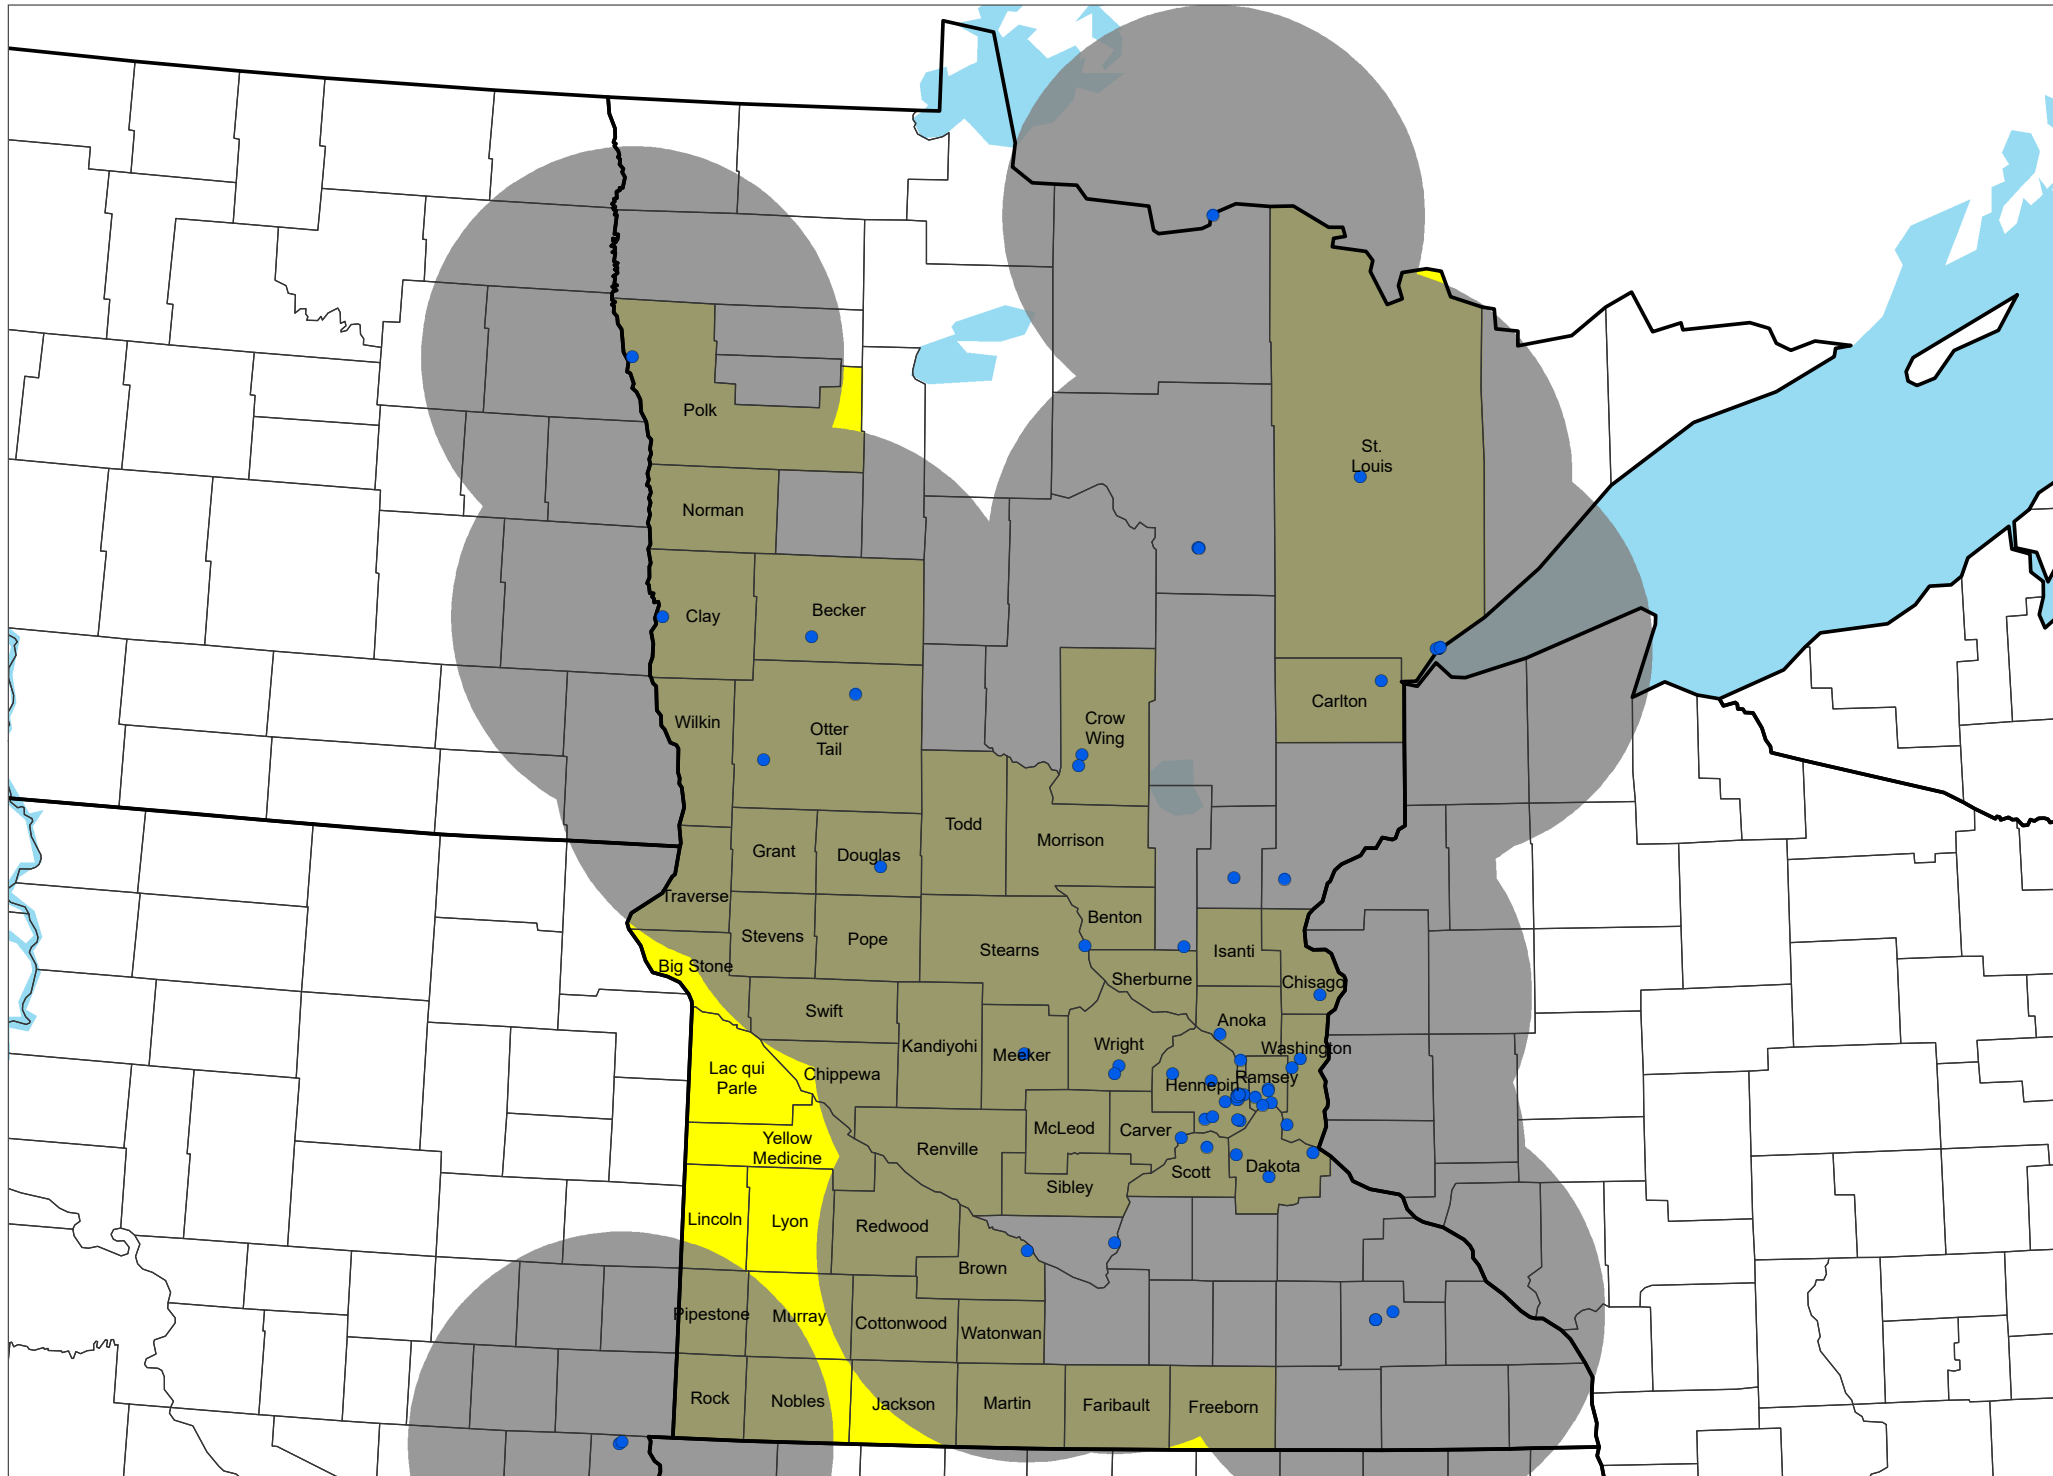 Polk
St.
Louis
Norman
Clay
Becker
Carlton
Wilkin
Crow
Wing
Otter
Tail
Todd
Morrison
Grant
Douglas
Traverse
Benton
Stevens
Pope
Stearns
Isanti
Big Stone
Sherburne
Chisago
Swift
Anoka
Kandiyohi
Meeker
Wright
Washington
Lac qui
Parle
Chippewa
Hennepin
Ramsey
McLeod
Carver
Yellow
Medicine
Renville
Scott
Dakota
Sibley
Lincoln
Lyon
Redwood
Brown
Pipestone
Murray
Cottonwood
Watonwan
Rock
Nobles
Jackson
Martin
Faribault
Freeborn